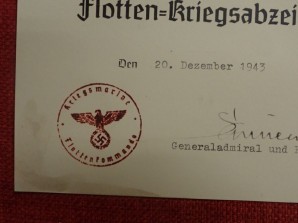 Flotten=Kriegsabzei
Den 20. Dezember 1943
Kriegsmarine
Flottenkommando
Generaladmiral und